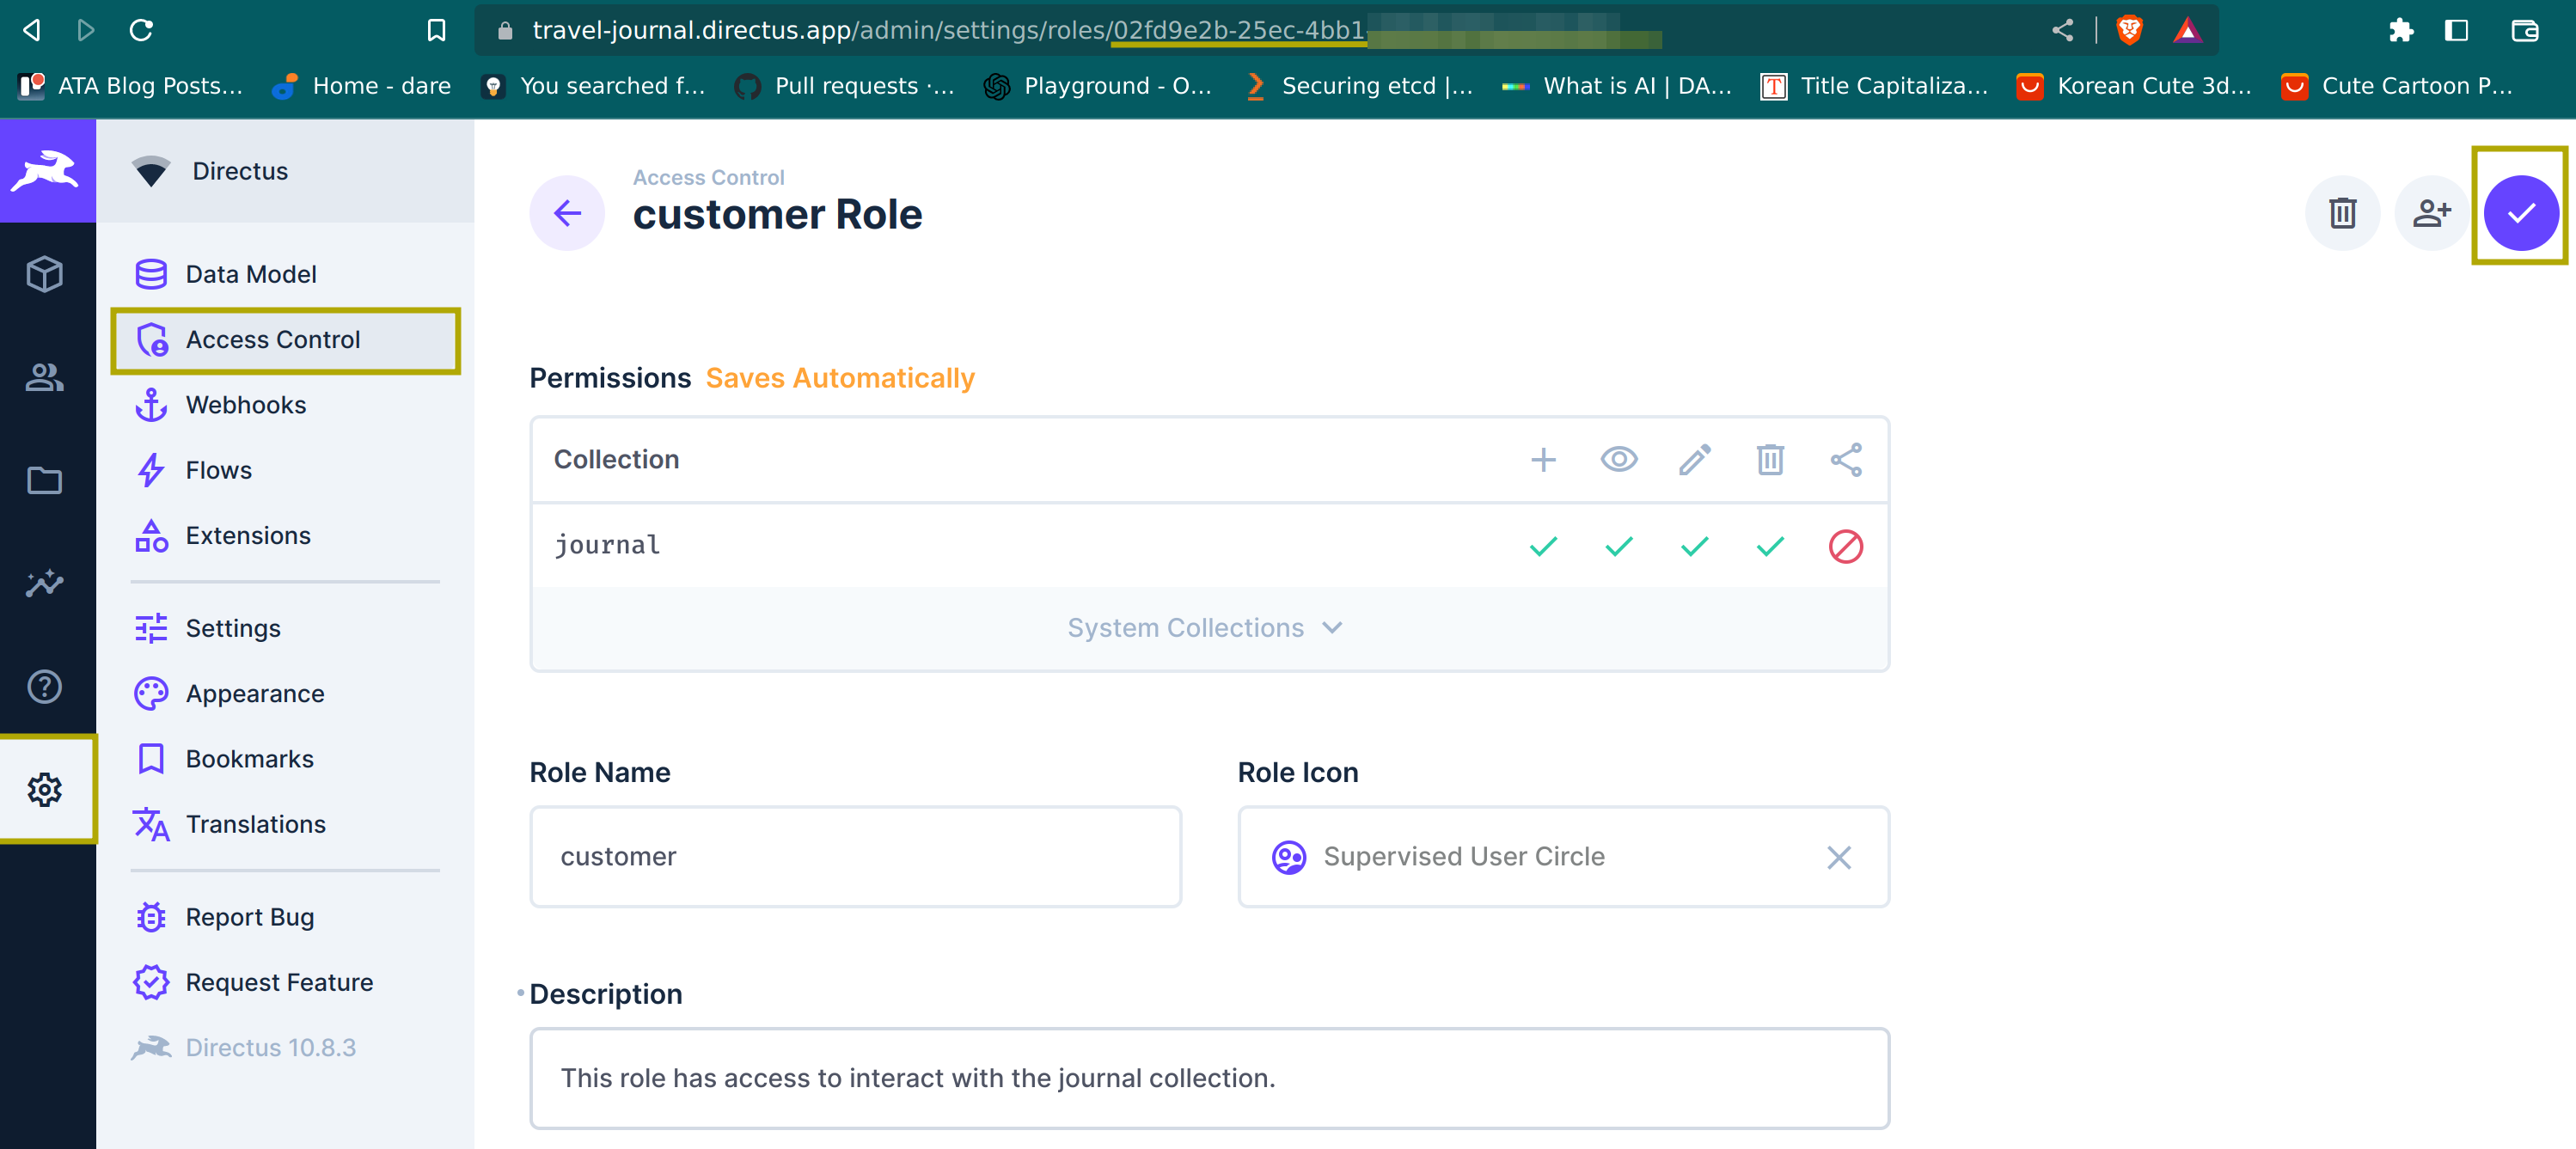 travel-journal.directus.app/admin/settings/roles/02fd9e2b-25ec-4bb1-
ATA Blog Posts... Home - dare You searched f... Pull requests ·... Playground - O... Securing etcd |... What is AI | DA... Title Capitaliza... Korean Cute 3d... Cute Cartoon P...
Directus
Data Model
Access Control
Webhooks
Flows
Extensions
Settings
Appearance
Bookmarks
Translations
Report Bug
Request Feature
Directus 10.8.3
Access Control
customer Role
Permissions Saves Automatically
Collection
journal
System Collections
Role Name
Role Icon
customer
Supervised User Circle
Description
This role has access to interact with the journal collection.